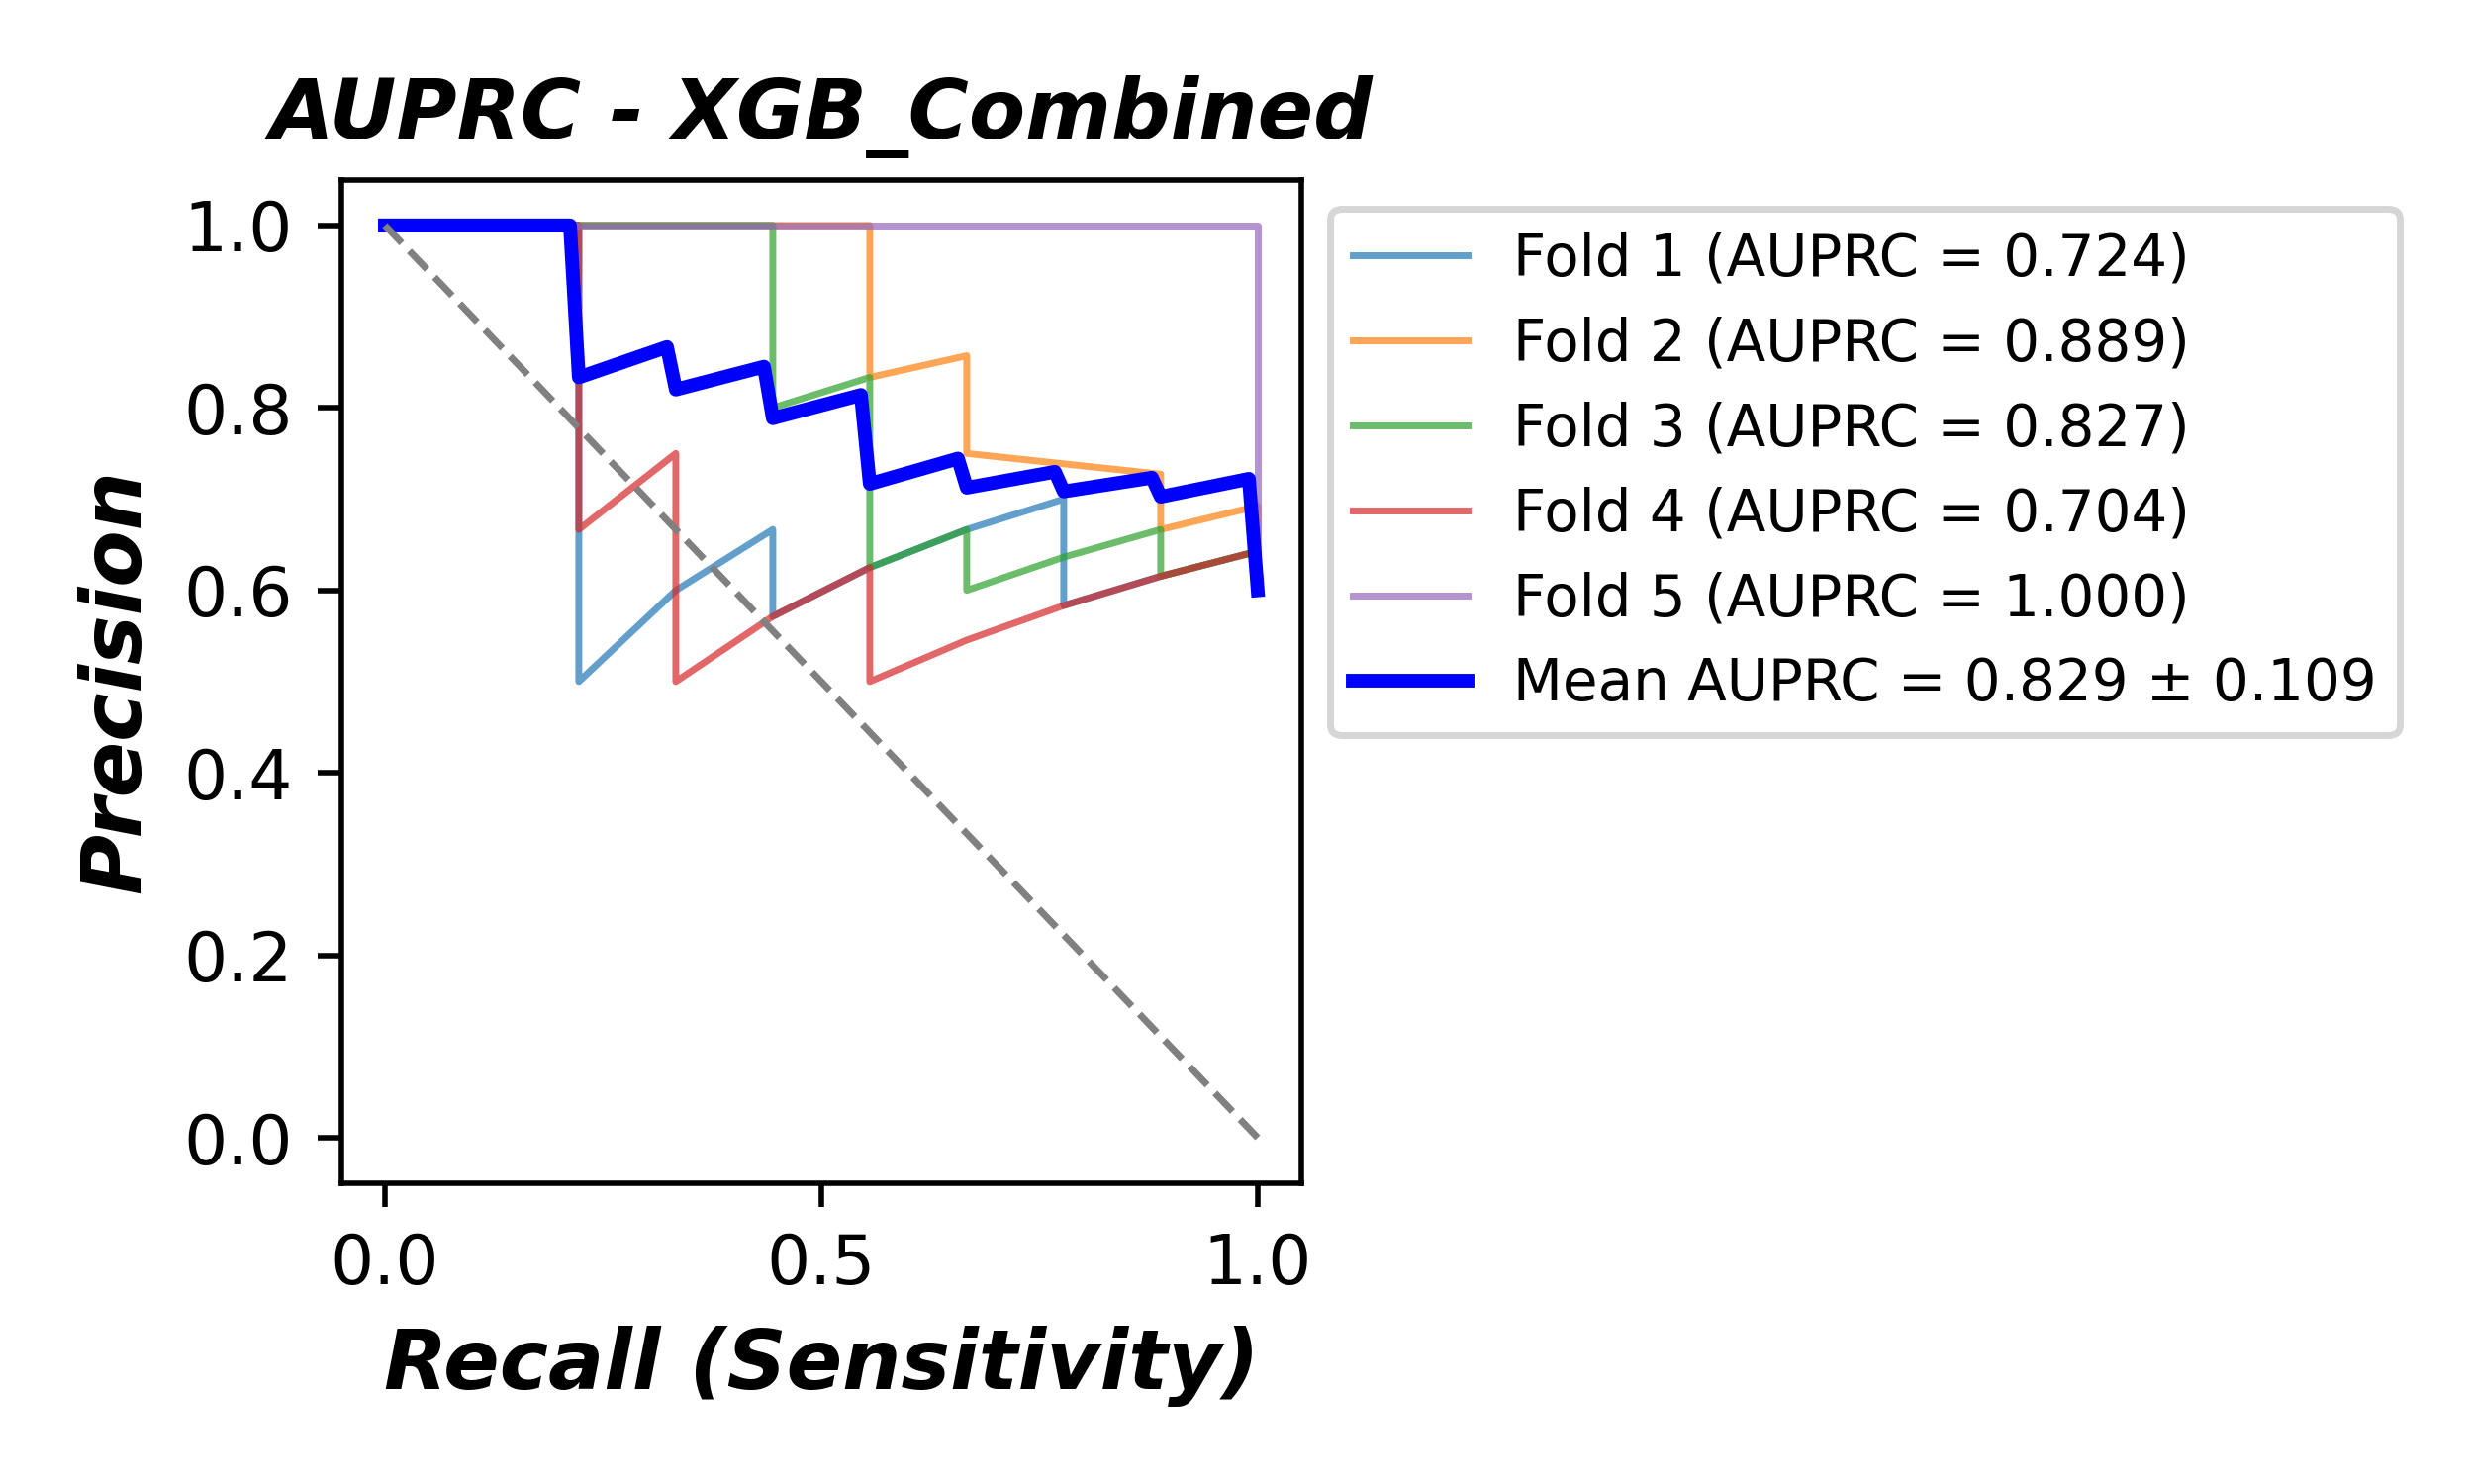 AUPRC - XGB_Combined
1.0
0.8
0.6
0.4
0.2
0.0
Precision
0.0 0.5 1.0
Recall (Sensitivity)
Fold 1 (AUPRC = 0.724)
Fold 2 (AUPRC = 0.889)
Fold 3 (AUPRC = 0.827)
Fold 4 (AUPRC = 0.704)
Fold 5 (AUPRC = 1.000)
Mean AUPRC = 0.829 ± 0.109